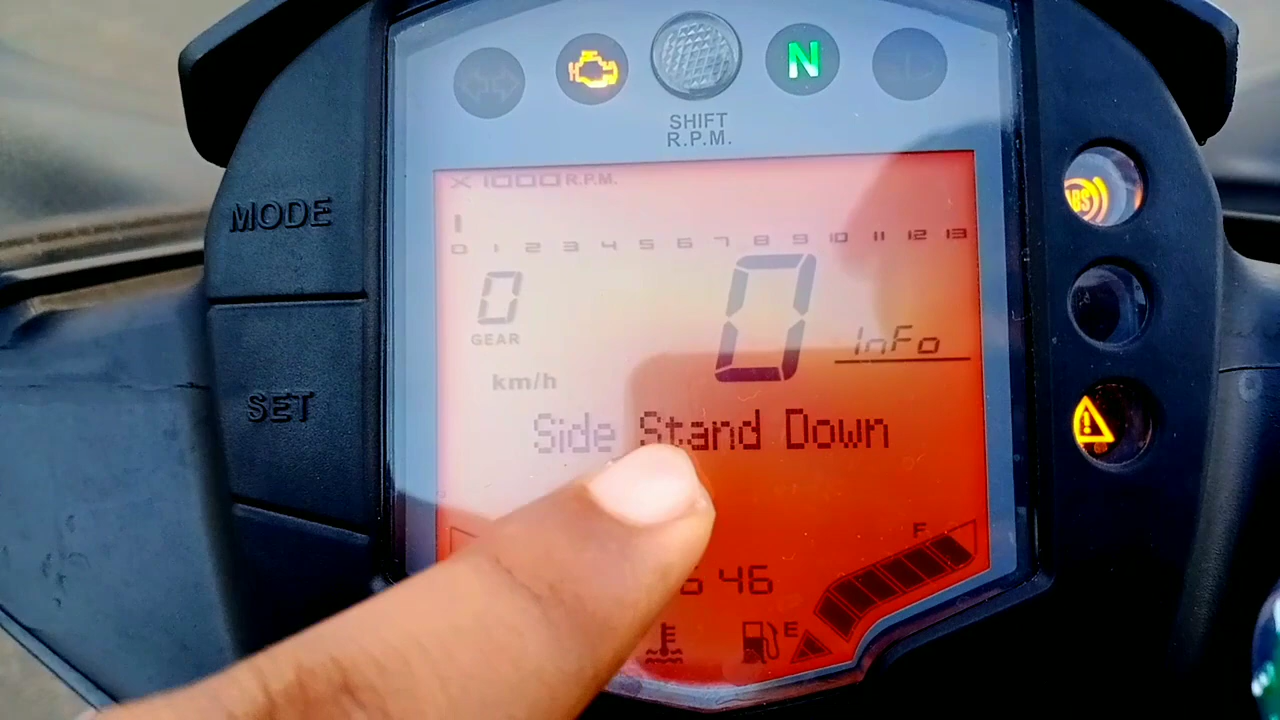 N
SHIFT
R.P.M.
ABS
MODE
SET
X 1000 R.P.M.
0 1 2 3 4 5 6 7 8 9 10 11 12 13
0
GEAR
0
InFo
km/h
Side Stand Down
F
46
E